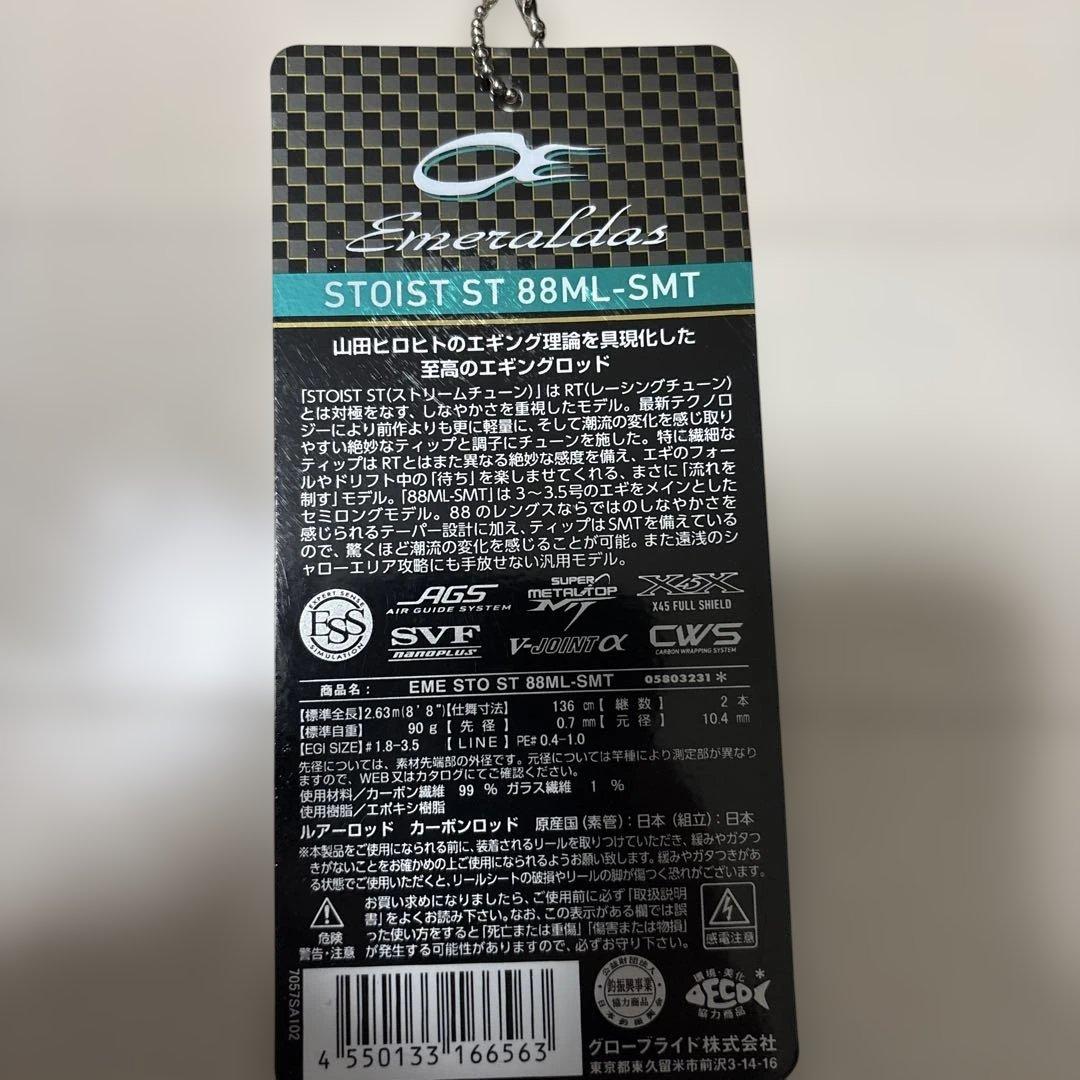 Emeraldas
STOIST ST 88ML-SMT
山田ヒロヒトのエギング理論を具現化した
至高のエギングロッド
「STOIST ST(ストリームチューン)」はRT(レーシングチューン)
とは対極をなす、しなやかさを重視したモデル。最新テクノロ
ジーにより前作よりも更に軽量に、そして潮流の変化を感じ取り
やすい絶妙なティップと調子にチューンを施した。特に繊細な
ティップはRTとはまた異なる絶妙な感度を備え、エギのフォー
ルやドリフト中の「待ち」を楽しませてくれる、まさに「流れを
制す」モデル。「88ML-SMT」は3〜3.5号のエギをメインとした
セミロングモデル。88のレングスならではのしなやかさを
感じられるテーパー設計に加え、ティップはSMTを備えている
ので、驚くほど潮流の変化を感じることが可能。また遠浅のシ
ャローエリア攻略にも手放せない汎用モデル。
EXPERT SENSE ESS SIMULATION
AGS AIR GUIDE SYSTEM
SUPER METALTOP MT
X45X X45 FULL SHIELD
SVF nanoplus
V-JOINT α
CWS CARBON WRAPPING SYSTEM
商品名: EME STO ST 88ML-SMT 05803231*
【標準全長】2.63m(8'8")【仕舞寸法】 136 cm【継数】 2 本
【標準自重】 90 g【先径】 0.7 mm【元径】 10.4 mm
【EGI SIZE】#1.8-3.5 【LINE】PE#0.4-1.0
先径については、素材先端部の外径です。元径については竿種により測定部が異なり
ますので、WEB又はカタログにてご確認ください。
使用材料/カーボン繊維 99 % ガラス繊維 1 %
使用樹脂/エポキシ樹脂
ルアーロッド カーボンロッド 原産国(素管):日本(組立):日本
※本製品をご使用になられる前に、装着されるリールを取りつけていただき、緩みやガタつ
きがないことをお確かめの上ご使用になられるようお願い致します。緩みやガタつきがあ
る状態でご使用いただくと、リールシートの破損やリールの脚が傷つく恐れがございます。
危険
警告・注意
お買い求めになりましたら、ご使用前に必ず「取扱説明
書」をよくお読み下さい。なお、この表示がある欄では誤
った使い方をすると「死亡または重傷」「傷害または物損」
が発生する可能性がありますので、必ずお守り下さい。
感電注意
7057SA102
4 550133 166563
公益財団法人
釣振興事業
協力商品
日本釣振興会
環境・美化*
ECO
協力商品
グローブライド株式会社
東京都東久留米市前沢3-14-16